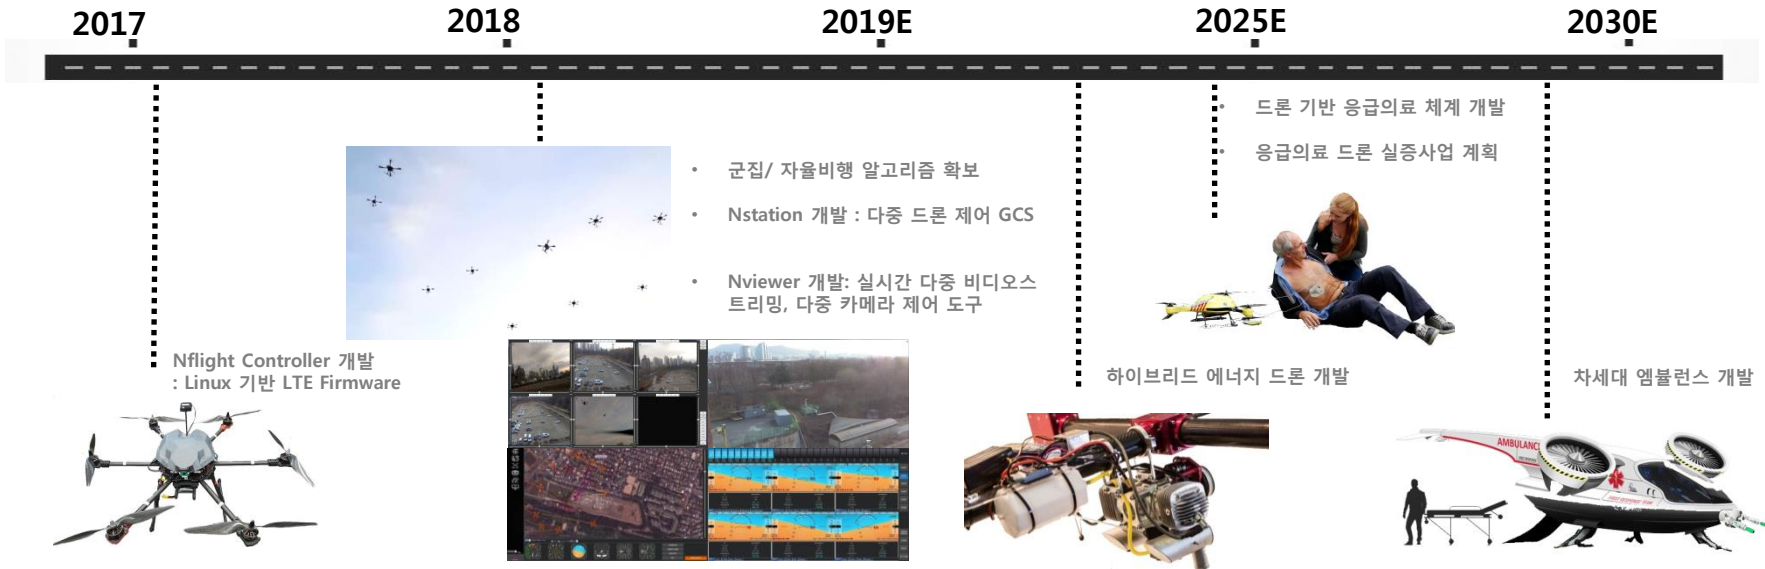 2017
2018
2019E
2025E
2030E
• 드론 기반 응급의료 체계 개발
• 응급의료 드론 실증사업 계획
• 군집/ 자율비행 알고리즘 확보
• Nstation 개발 : 다중 드론 제어 GCS
• Nviewer 개발: 실시간 다중 비디오스
트리밍, 다중 카메라 제어 도구
Nflight Controller 개발
: Linux 기반 LTE Firmware
하이브리드 에너지 드론 개발
차세대 엠뷸런스 개발
AMBULANCE